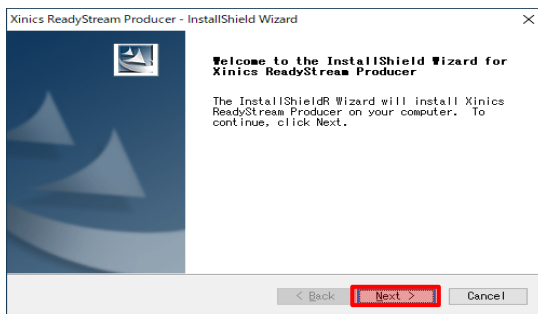 Xinics ReadyStream Producer - InstallShield Wizard
Welcome to the InstallShield Wizard for
Xinics ReadyStream Producer
The InstallShieldR Wizard will install Xinics
ReadyStream Producer on your computer.  To
continue, click Next.
< Back
Next >
Cancel